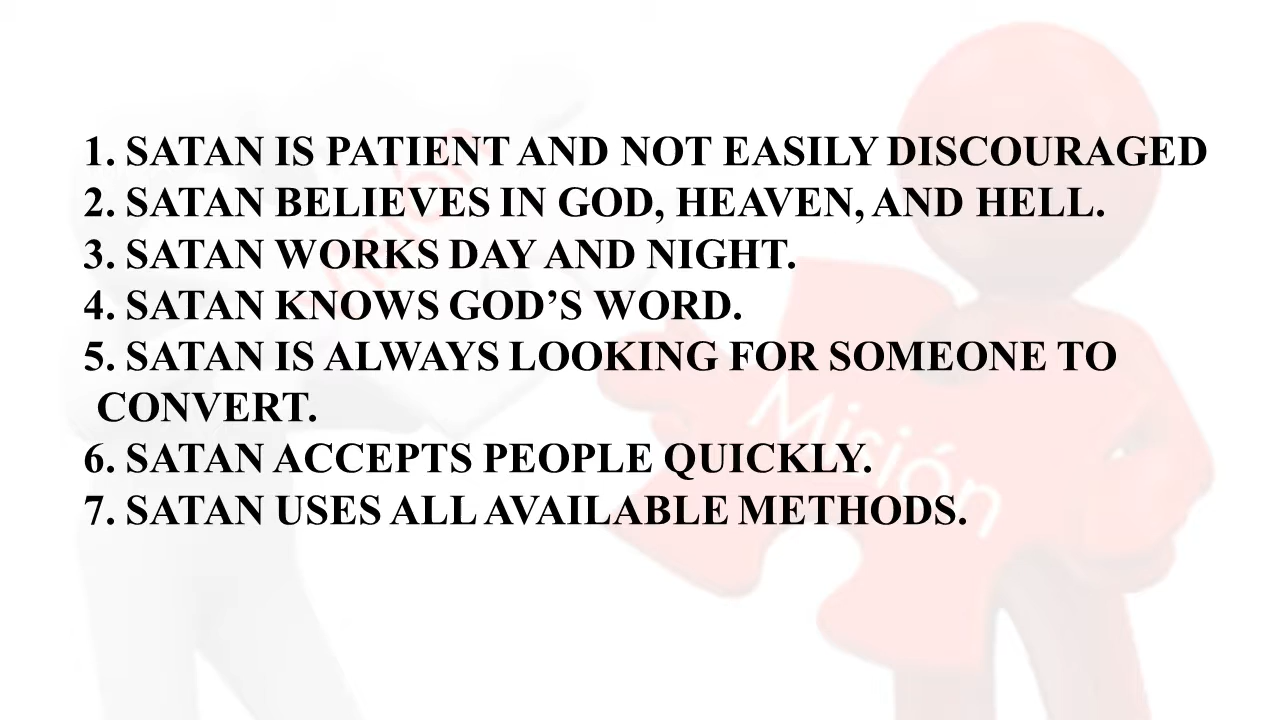 1. SATAN IS PATIENT AND NOT EASILY DISCOURAGED
2. SATAN BELIEVES IN GOD, HEAVEN, AND HELL.
3. SATAN WORKS DAY AND NIGHT.
4. SATAN KNOWS GOD’S WORD.
5. SATAN IS ALWAYS LOOKING FOR SOMEONE TO
CONVERT.
6. SATAN ACCEPTS PEOPLE QUICKLY.
7. SATAN USES ALL AVAILABLE METHODS.
Misión